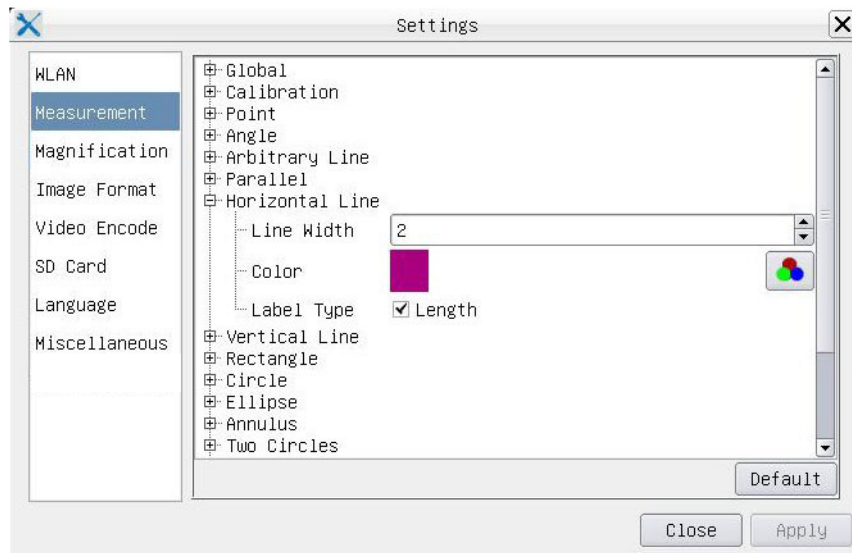 Settings
WLAN
Measurement
Magnification
Image Format
Video Encode
SD Card
Language
Miscellaneous
Global
Calibration
Point
Angle
Arbitrary Line
Parallel
Horizontal Line
Line Width 2
Color
Label Type Length
Vertical Line
Rectangle
Circle
Ellipse
Annulus
Two Circles
Default
Close Apply